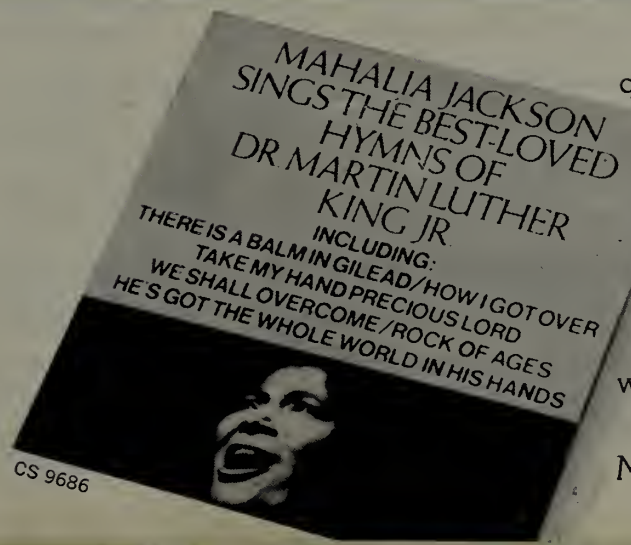 MAHALIA JACKSON
SINGS THE BEST-LOVED
HYMNS OF
DR. MARTIN LUTHER
KING JR.
INCLUDING:
THERE IS A BALM IN GILEAD/HOW I GOT OVER
TAKE MY HAND PRECIOUS LORD
WE SHALL OVERCOME/ROCK OF AGES
HE'S GOT THE WHOLE WORLD IN HIS HANDS
CS 9686